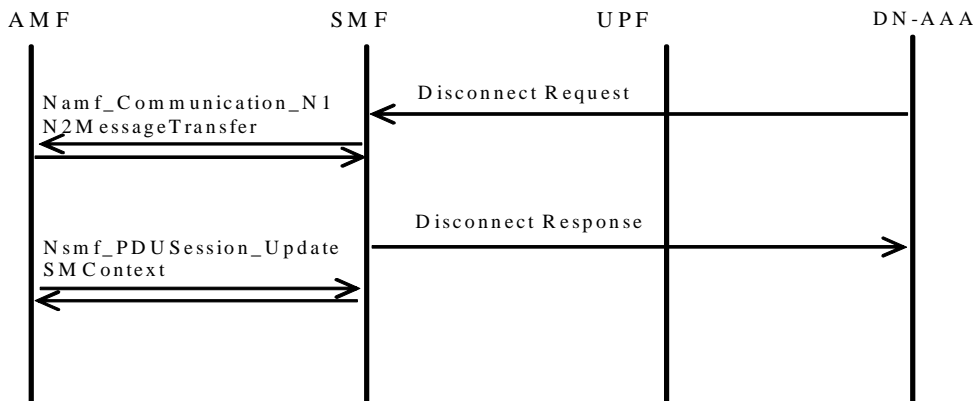 AMF
SMF
UPF
DN-AAA
Disconnect Request
Namf_Communication_N1
N2MessageTransfer
Disconnect Response
Nsmf_PDUSession_Update
SMContext